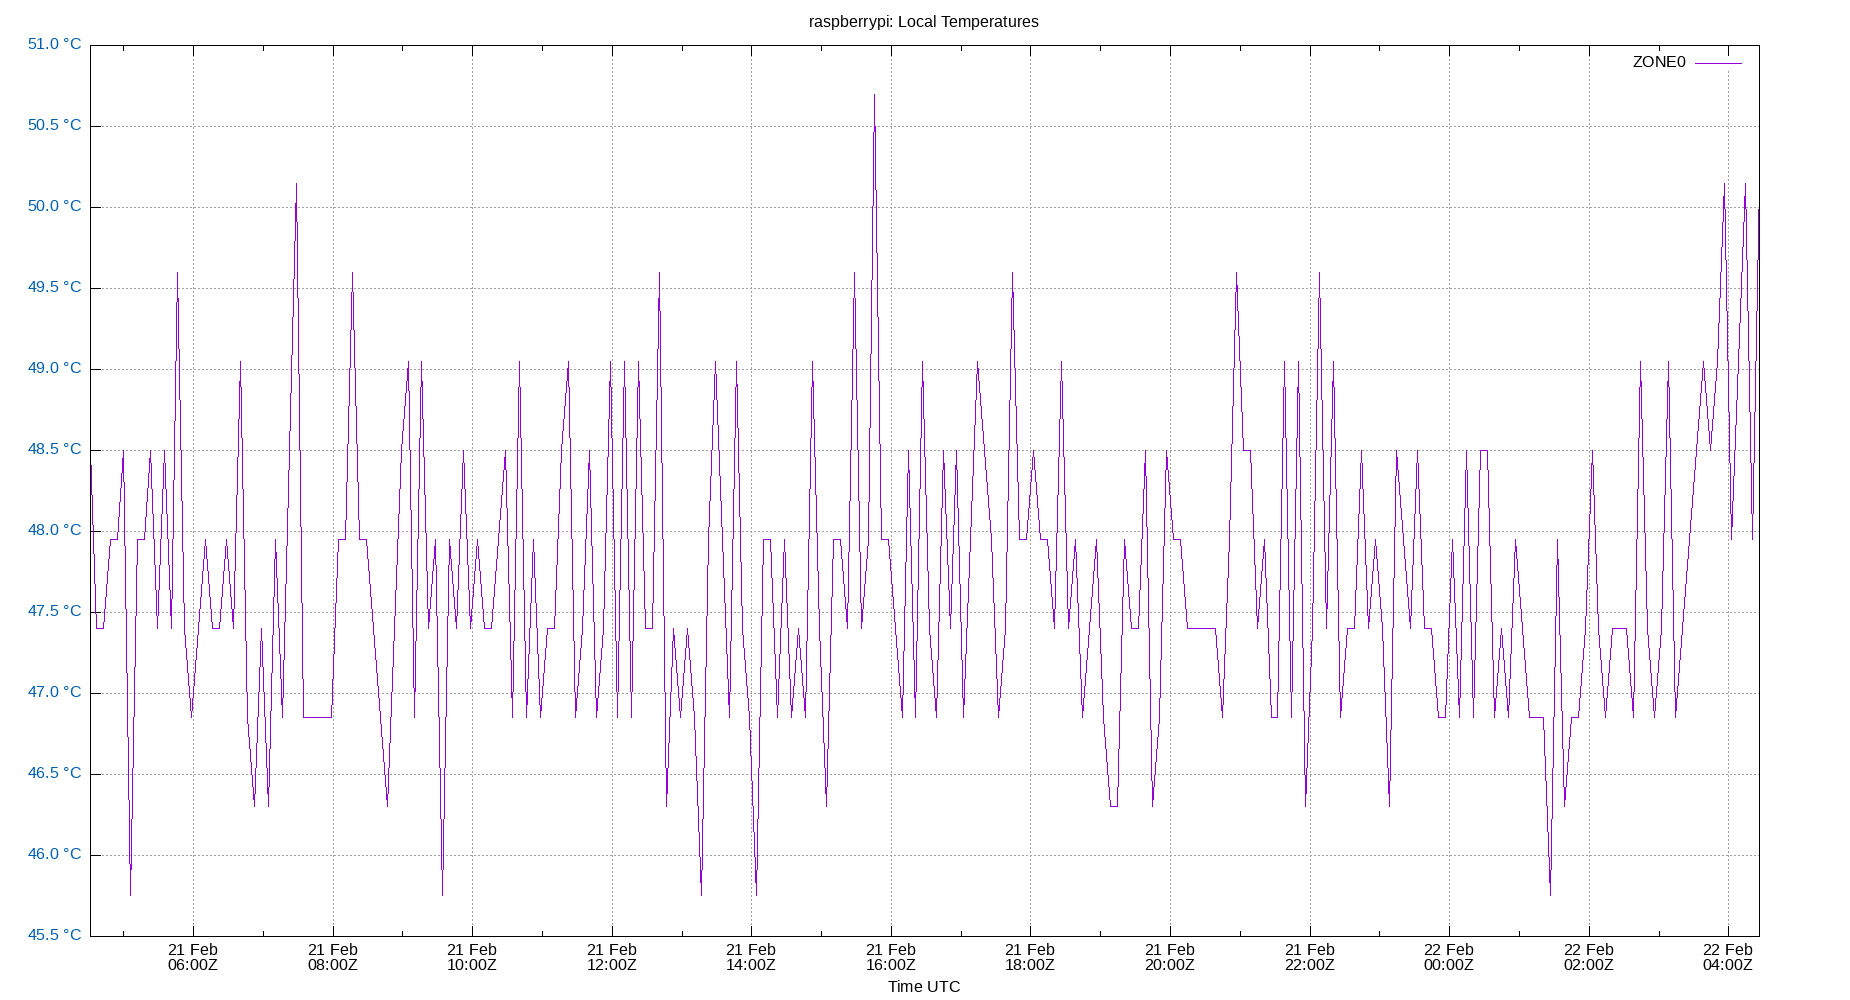 raspberrypi: Local Temperatures
51.0 °C
ZONE0
50.5 °C
50.0 °C
49.5 °C
49.0 °C
48.5 °C
48.0 °C
47.5 °C
47.0 °C
46.5 °C
46.0 °C
45.5 °C
21 Feb 21 Feb 21 Feb 21 Feb 21 Feb 21 Feb 21 Feb 21 Feb 21 Feb 22 Feb 22 Feb 22 Feb
06:00Z 08:00Z 10:00Z 12:00Z 14:00Z 16:00Z 18:00Z 20:00Z 22:00Z 00:00Z 02:00Z 04:00Z
Time UTC